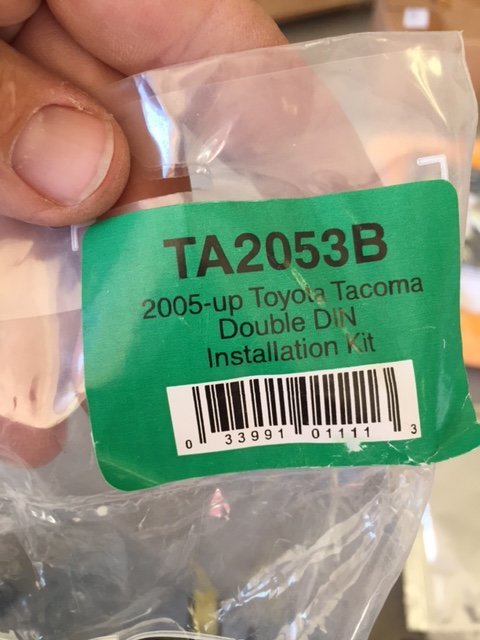 TA2053B
2005-up Toyota Tacoma
Double DIN
Installation Kit
0 33991 01111 3